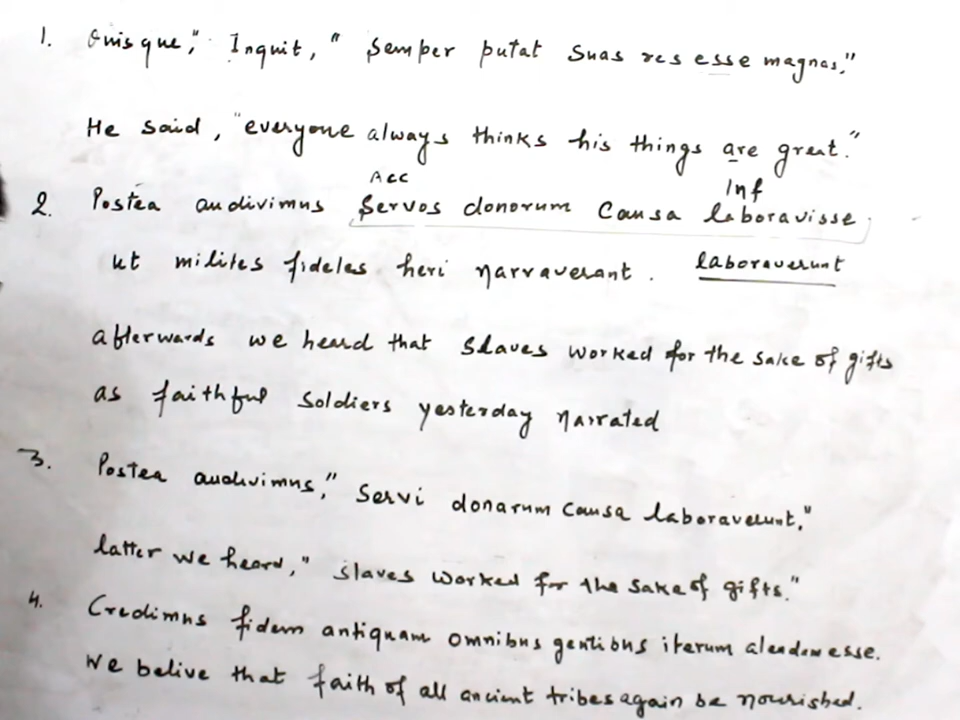 1. Quisque," Inquit, " Semper putat suas res esse magnas."
He said, "everyone always thinks his things are great."
ACC Inf
2. Postea audivimus servos donorum causa laboravisse.
ut milites fideles heri narraverant. laboraverunt
afterwards we heard that slaves worked for the sake of gifts
as faithful soldiers yesterday narrated
3. Postea audivimus," servi donarum causa laboraverunt."
latter we heard," slaves worked for the sake of gifts."
4. Credimus fidem antiquam omnibus gentibus iterum alendamesse.
we belive that faith of all ancient tribes again be nourished.